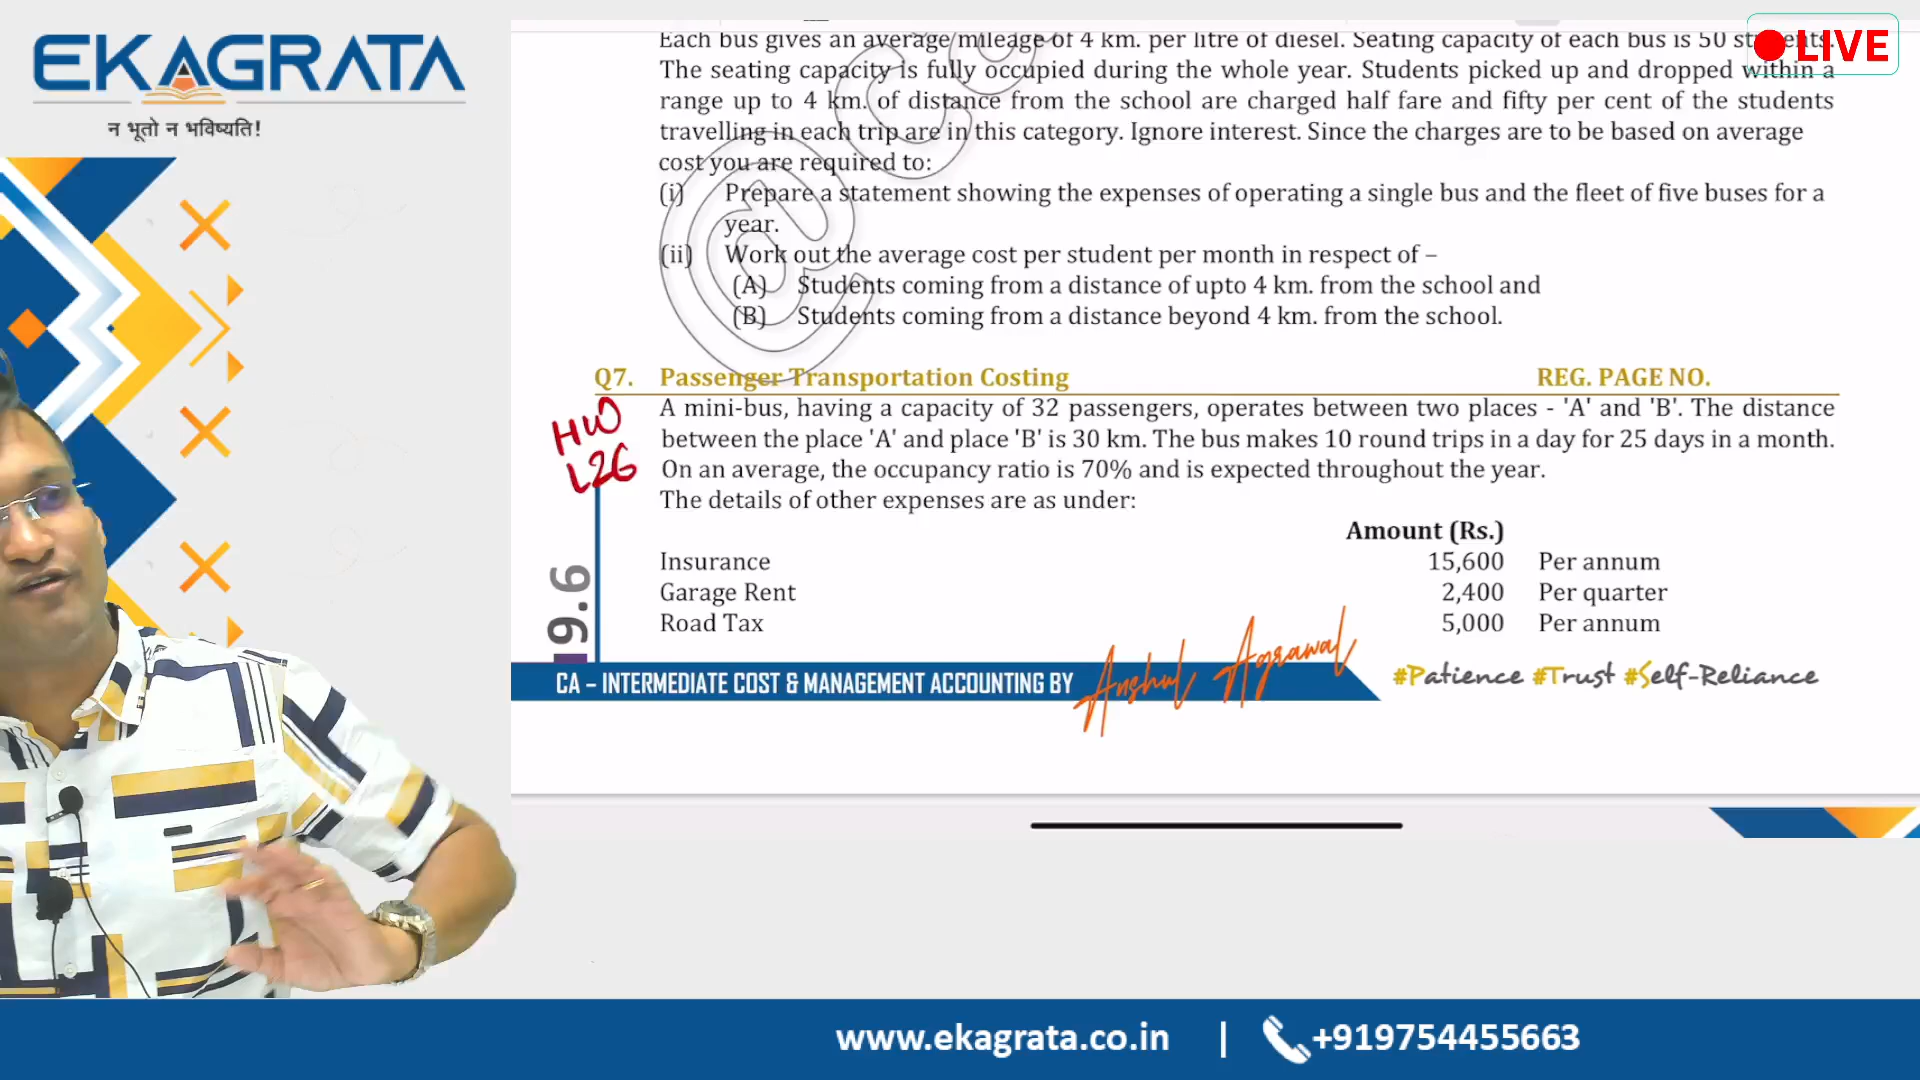 EKAGRATA
न भूतो न भविष्यति!
LIVE
Each bus gives an average mileage of 4 km. per litre of diesel. Seating capacity of each bus is 50 students.
The seating capacity is fully occupied during the whole year. Students picked up and dropped within a
range up to 4 km. of distance from the school are charged half fare and fifty per cent of the students
travelling in each trip are in this category. Ignore interest. Since the charges are to be based on average
cost you are required to:
(i) Prepare a statement showing the expenses of operating a single bus and the fleet of five buses for a
year.
(ii) Work out the average cost per student per month in respect of –
(A) Students coming from a distance of upto 4 km. from the school and
(B) Students coming from a distance beyond 4 km. from the school.
Q7. Passenger Transportation Costing REG. PAGE NO.
HW
L26
A mini-bus, having a capacity of 32 passengers, operates between two places - 'A' and 'B'. The distance
between the place 'A' and place 'B' is 30 km. The bus makes 10 round trips in a day for 25 days in a month.
On an average, the occupancy ratio is 70% and is expected throughout the year.
The details of other expenses are as under:
Amount (Rs.)
Insurance 15,600 Per annum
Garage Rent 2,400 Per quarter
Road Tax 5,000 Per annum
9.6
CA – INTERMEDIATE COST & MANAGEMENT ACCOUNTING BY Anshul Agrawal
#Patience #Trust #Self-Reliance
www.ekagrata.co.in | +919754455663